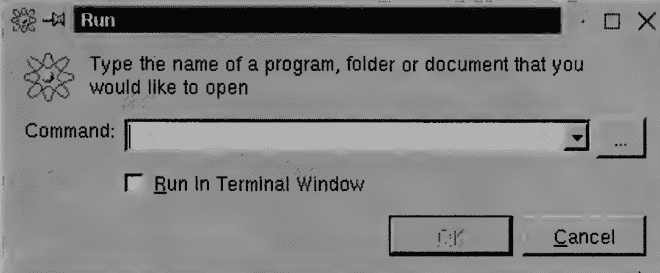 Run
Type the name of a program, folder or document that you
would like to open
Command:
...
Run In Terminal Window
OK
Cancel